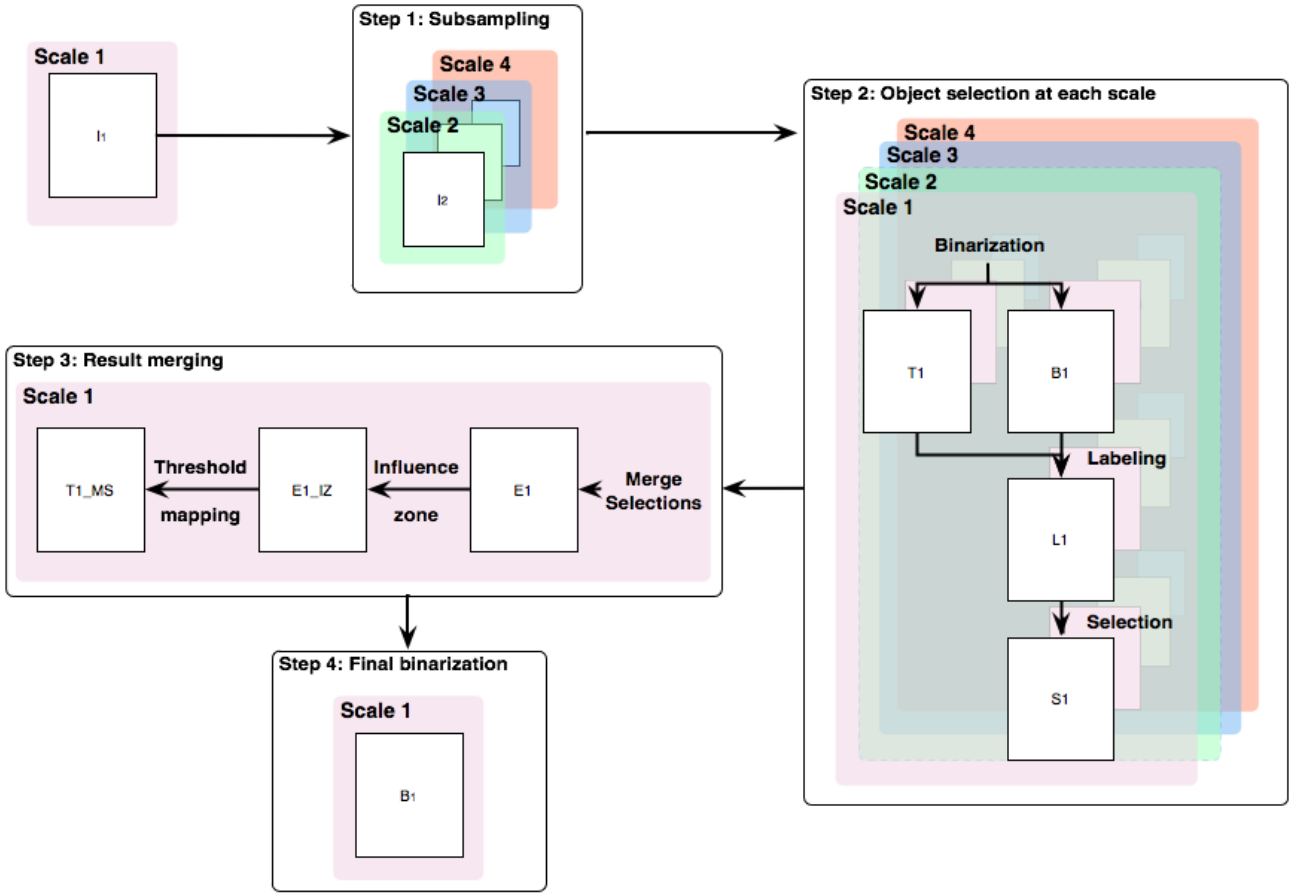 Scale 1
I1
Step 1: Subsampling
Scale 4
Scale 3
Scale 2
I2
Step 2: Object selection at each scale
Scale 4
Scale 3
Scale 2
Scale 1
Binarization
T1
B1
Labeling
L1
Selection
S1
Step 3: Result merging
Scale 1
Merge
Selections
E1
Influence
zone
E1_IZ
Threshold
mapping
T1_MS
Step 4: Final binarization
Scale 1
B1